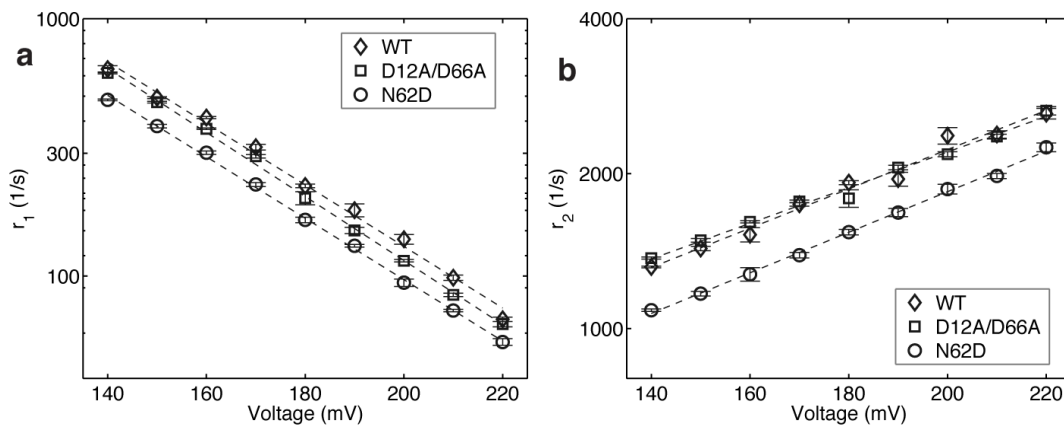 a
1000
300
100
r1 (1/s)
WT
D12A/D66A
N62D
140 160 180 200 220
Voltage (mV)
b
4000
2000
1000
r2 (1/s)
WT
D12A/D66A
N62D
140 160 180 200 220
Voltage (mV)